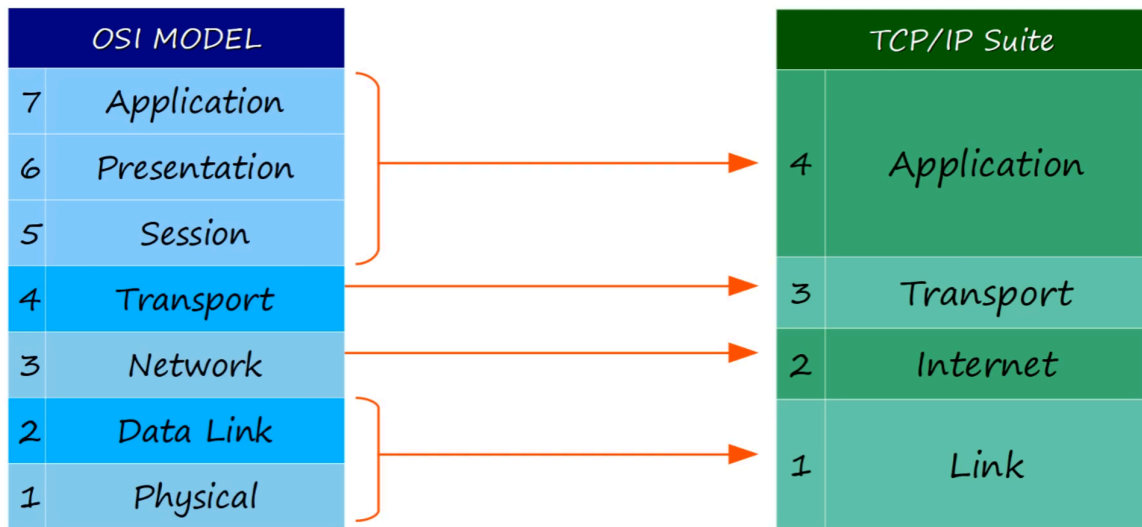 OSI MODEL
7 Application
6 Presentation
5 Session
4 Transport
3 Network
2 Data Link
1 Physical
TCP/IP Suite
4 Application
3 Transport
2 Internet
1 Link